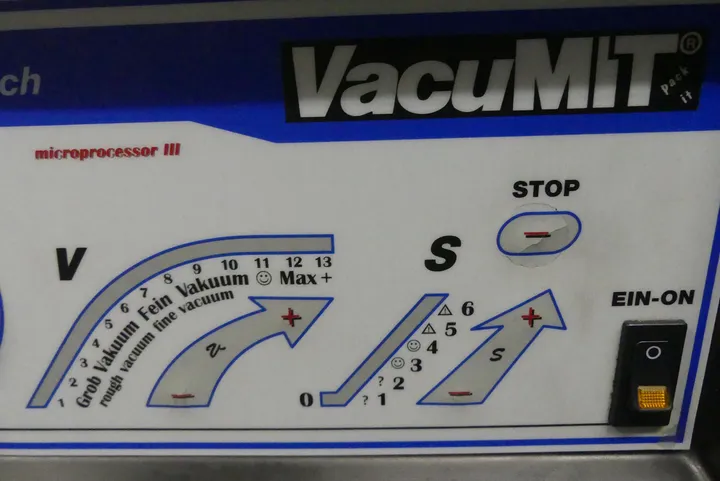 ch
VacuMIT®
pack it
microprocessor III
STOP
−
V
S
EIN-ON
1 2 3 7 5 6 7 8 9 10 11 12 13
Grob Vakuum Fein Vakuum ☺ Max+
rough vacuum fine vacuum
+
v
−
0
? 1
? 2
☺ 3
☺ 4
⚠ 5
⚠ 6
+
S
−
O